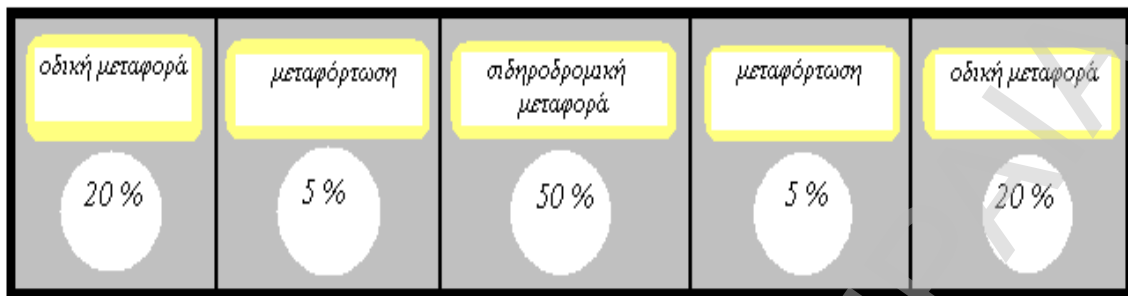 οδική μεταφορά
μεταφόρτωση
σιδηροδρομική
μεταφορά
μεταφόρτωση
οδική μεταφορά
20 %
5 %
50 %
5 %
20 %